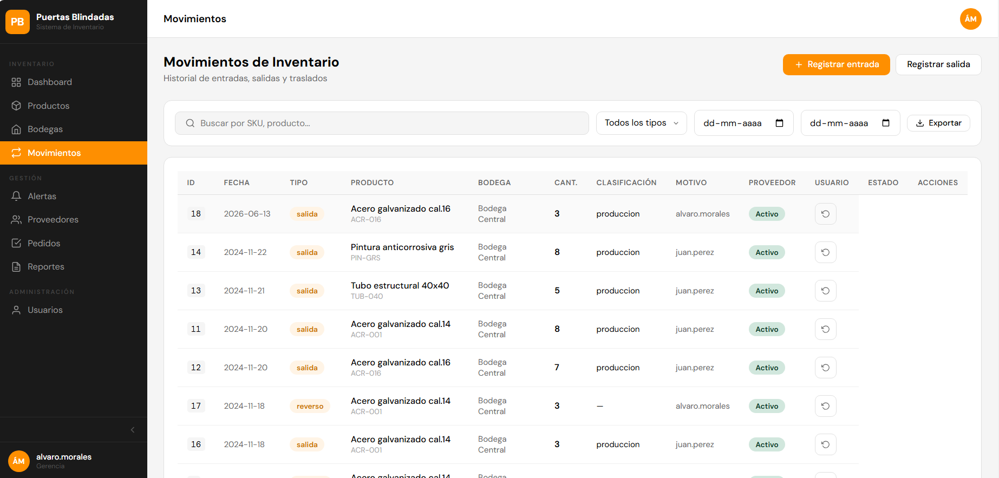 PB
Puertas Blindadas
Sistema de Inventario
INVENTARIO
Dashboard
Productos
Bodegas
Movimientos
GESTIÓN
Alertas
Proveedores
Pedidos
Reportes
ADMINISTRACIÓN
Usuarios
ÁM
alvaro.morales
Gerencia
Movimientos
ÁM
Movimientos de Inventario
Historial de entradas, salidas y traslados
+ Registrar entrada
Registrar salida
Buscar por SKU, producto...
Todos los tipos
dd-mm-aaaa
dd-mm-aaaa
Exportar
ID FECHA TIPO PRODUCTO BODEGA CANT. CLASIFICACIÓN MOTIVO PROVEEDOR USUARIO ESTADO ACCIONES
18 2026-06-13 salida Acero galvanizado cal.16 ACR-016 Bodega Central 3 produccion alvaro.morales Activo
14 2024-11-22 salida Pintura anticorrosiva gris PIN-GRS Bodega Central 8 produccion juan.perez Activo
13 2024-11-21 salida Tubo estructural 40x40 TUB-040 Bodega Central 5 produccion juan.perez Activo
11 2024-11-20 salida Acero galvanizado cal.14 ACR-001 Bodega Central 8 produccion juan.perez Activo
12 2024-11-20 salida Acero galvanizado cal.16 ACR-016 Bodega Central 7 produccion juan.perez Activo
17 2024-11-18 reverso Acero galvanizado cal.14 ACR-001 Bodega Central 3 — alvaro.morales Activo
16 2024-11-18 salida Acero galvanizado cal.14 ACR-001 Bodega Central 3 produccion juan.perez Activo
Acero galvanizado cal.14 Bodega